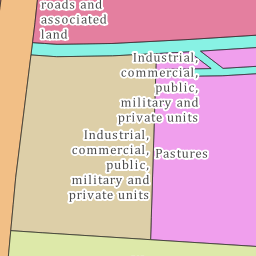 roads and
associated
land
Industrial,
commercial,
public,
military and
private units
Industrial,
commercial,
public,
military and
private units
Pastures